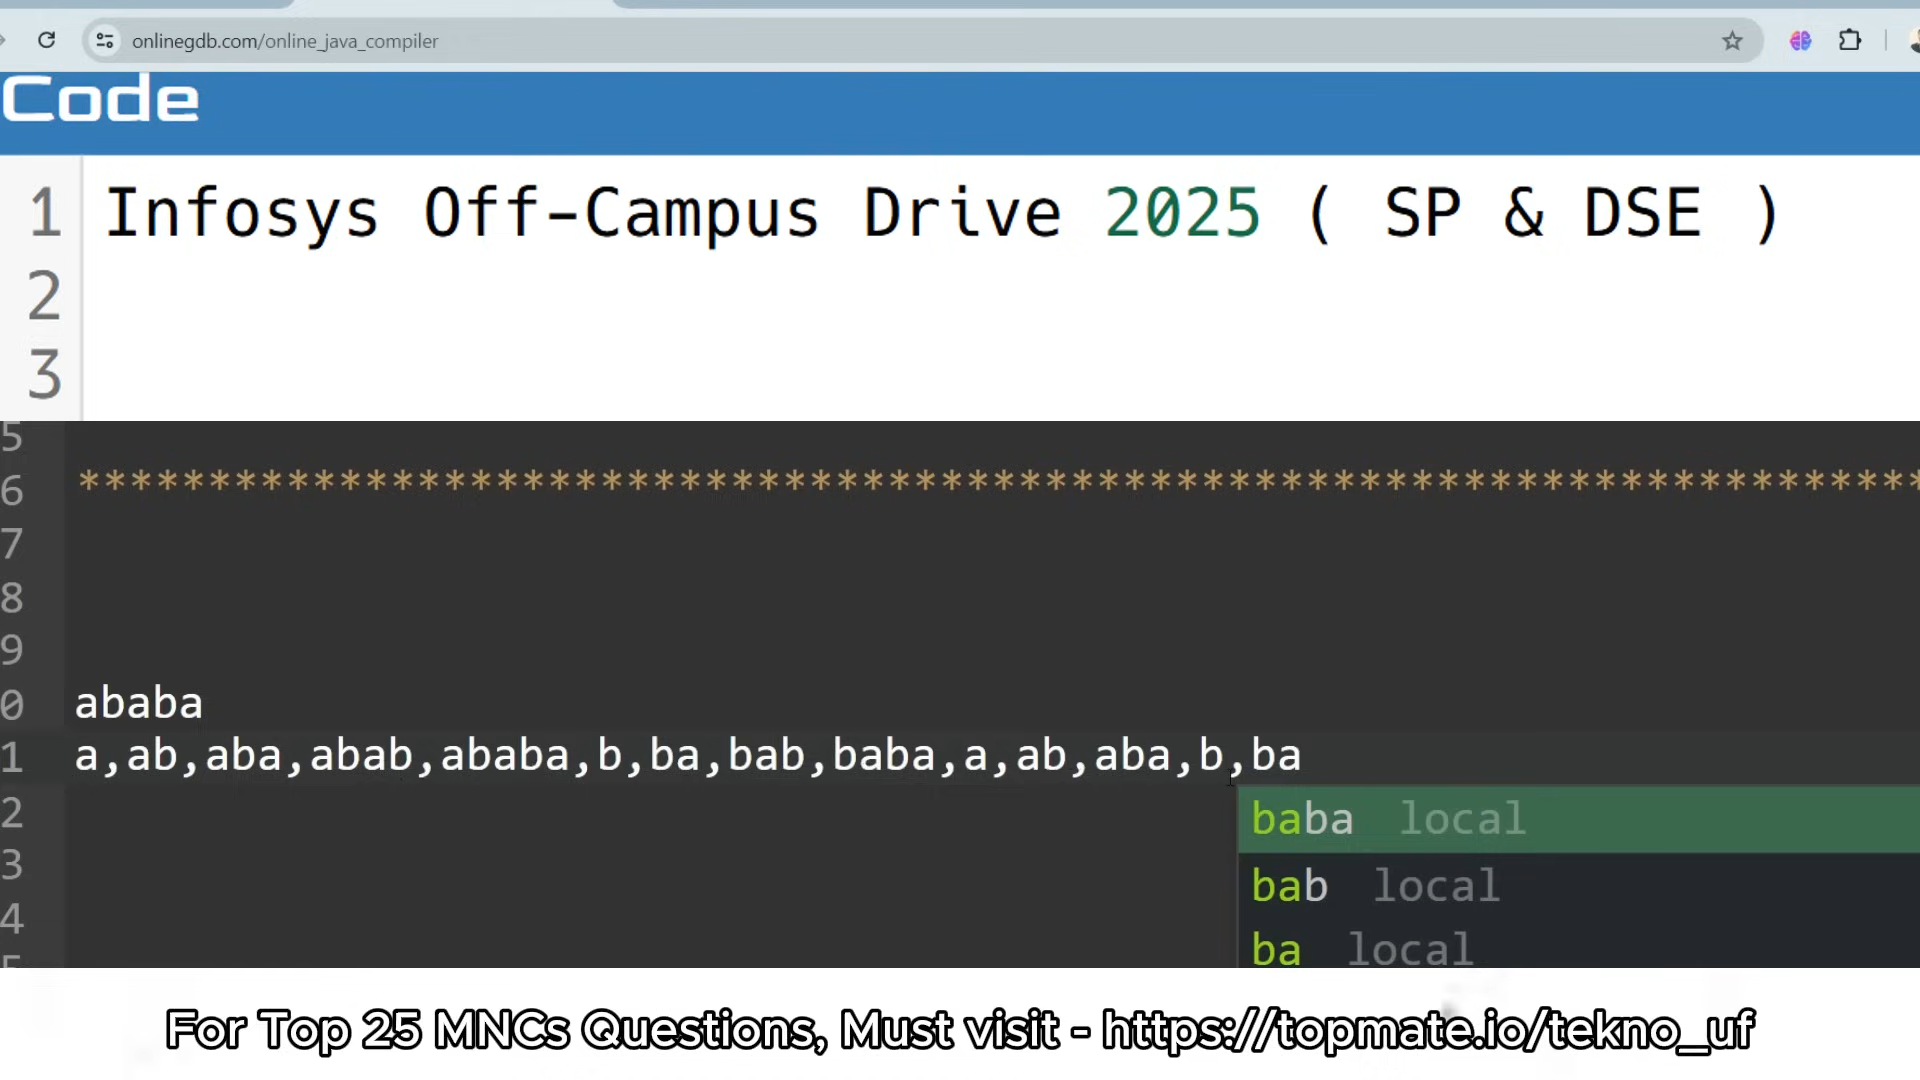 onlinegdb.com/online_java_compiler
Code
1 Infosys Off-Campus Drive 2025 ( SP & DSE )
2
3
5
6 ***********************************************************************
7
8
9
0 ababa
1 a,ab,aba,abab,ababa,b,ba,bab,baba,a,ab,aba,b,ba
2 baba local
3 bab local
4 ba local
5
For Top 25 MNCs Questions, Must visit - https://topmate.io/tekno_uf